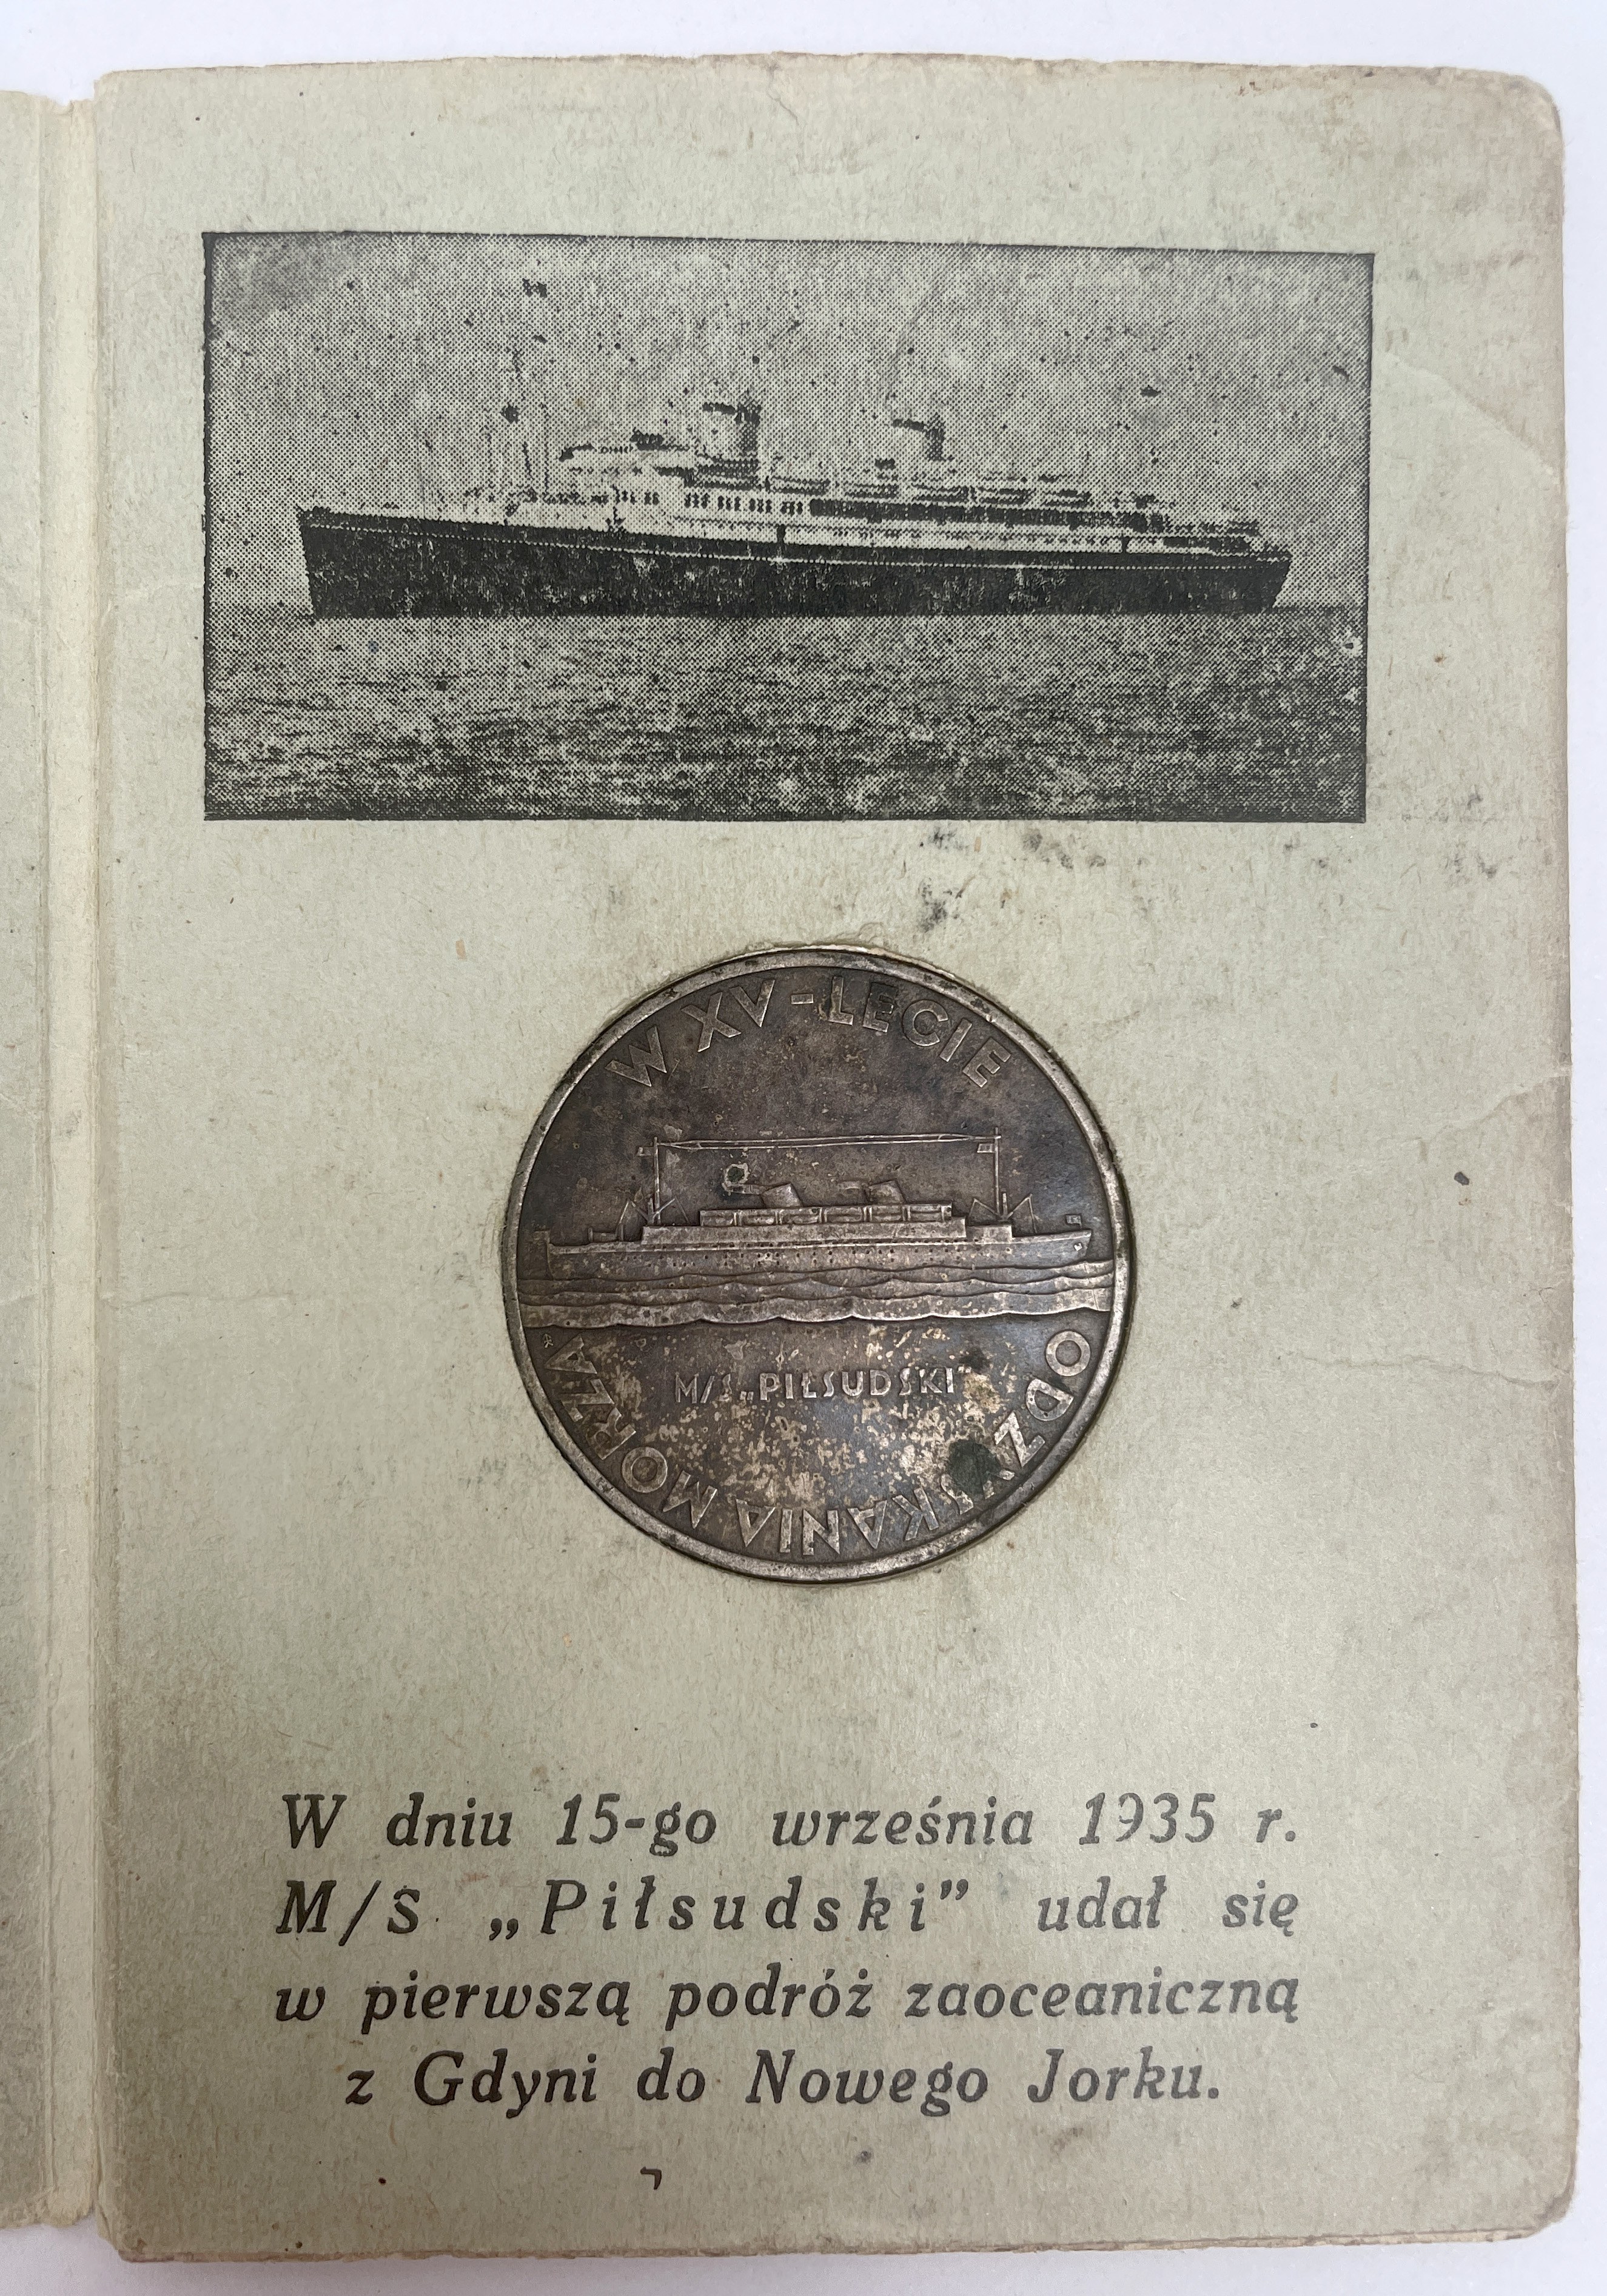 W XV-LECIE
M/S „PIŁSUDSKI"
ODZYSKANIA MORZA
W dniu 15-go września 1935 r.
M/S „Piłsudski” udał się
w pierwszą podróż zaoceaniczną
z Gdyni do Nowego Jorku.